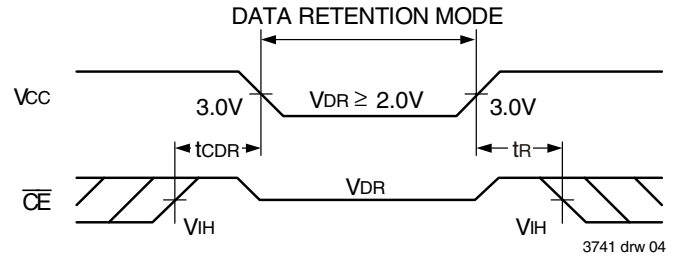 DATA RETENTION MODE
VCC
3.0V
VDR ≥ 2.0V
3.0V
tCDR
tR
CE
VDR
VIH
VIH
3741 drw 04